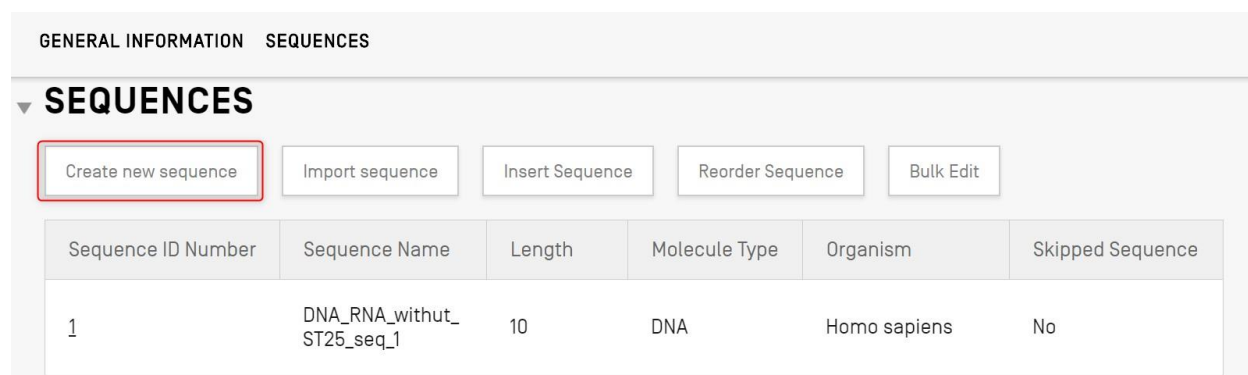 GENERAL INFORMATION SEQUENCES
SEQUENCES
Create new sequence Import sequence Insert Sequence Reorder Sequence Bulk Edit
Sequence ID Number Sequence Name Length Molecule Type Organism Skipped Sequence
1 DNA_RNA_withut_ 10 DNA Homo sapiens No
ST25_seq_1